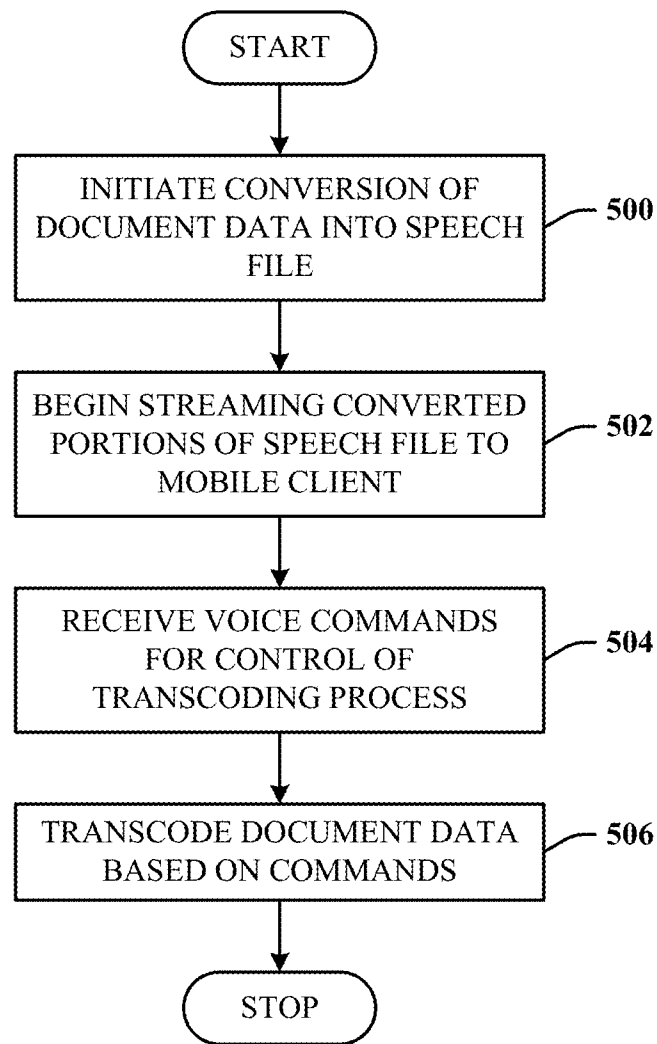 START
INITIATE CONVERSION OF
DOCUMENT DATA INTO SPEECH
FILE
500
BEGIN STREAMING CONVERTED
PORTIONS OF SPEECH FILE TO
MOBILE CLIENT
502
RECEIVE VOICE COMMANDS
FOR CONTROL OF
TRANSCODING PROCESS
504
TRANSCODE DOCUMENT DATA
BASED ON COMMANDS
506
STOP